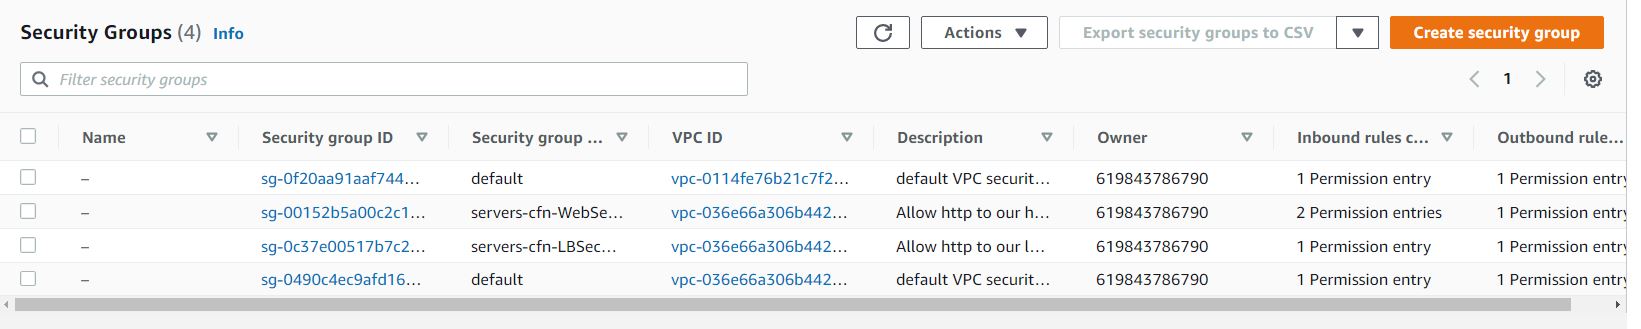 Security Groups (4) Info
Actions Export security groups to CSV Create security group
Filter security groups
1
Name Security group ID Security group ... VPC ID Description Owner Inbound rules c... Outbound rule...
– sg-0f20aa91aaf744... default vpc-0114fe76b21c7f2... default VPC securit... 619843786790 1 Permission entry 1 Permission entry
– sg-00152b5a00c2c1... servers-cfn-WebSe... vpc-036e66a306b442... Allow http to our h... 619843786790 2 Permission entries 1 Permission entry
– sg-0c37e00517b7c2... servers-cfn-LBSec... vpc-036e66a306b442... Allow http to our l... 619843786790 1 Permission entry 1 Permission entry
– sg-0490c4ec9afd16... default vpc-036e66a306b442... default VPC securit... 619843786790 1 Permission entry 1 Permission entry